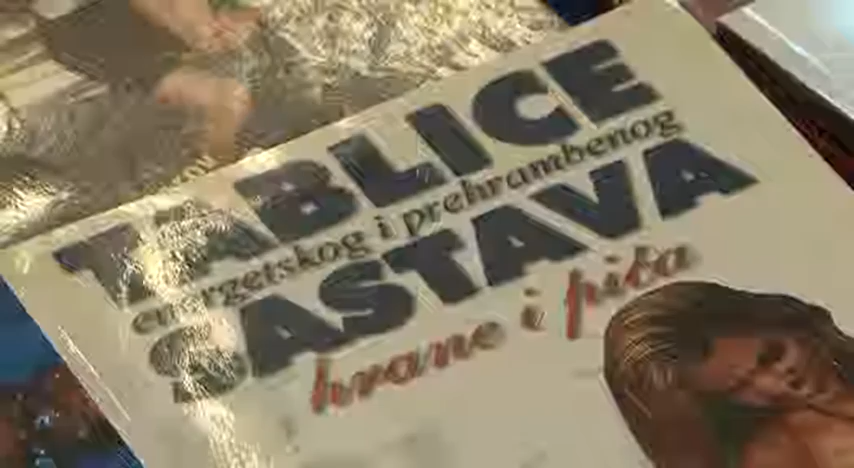 TABLICE
energetskog i prehrambenog
SASTAVA
hrane i pića